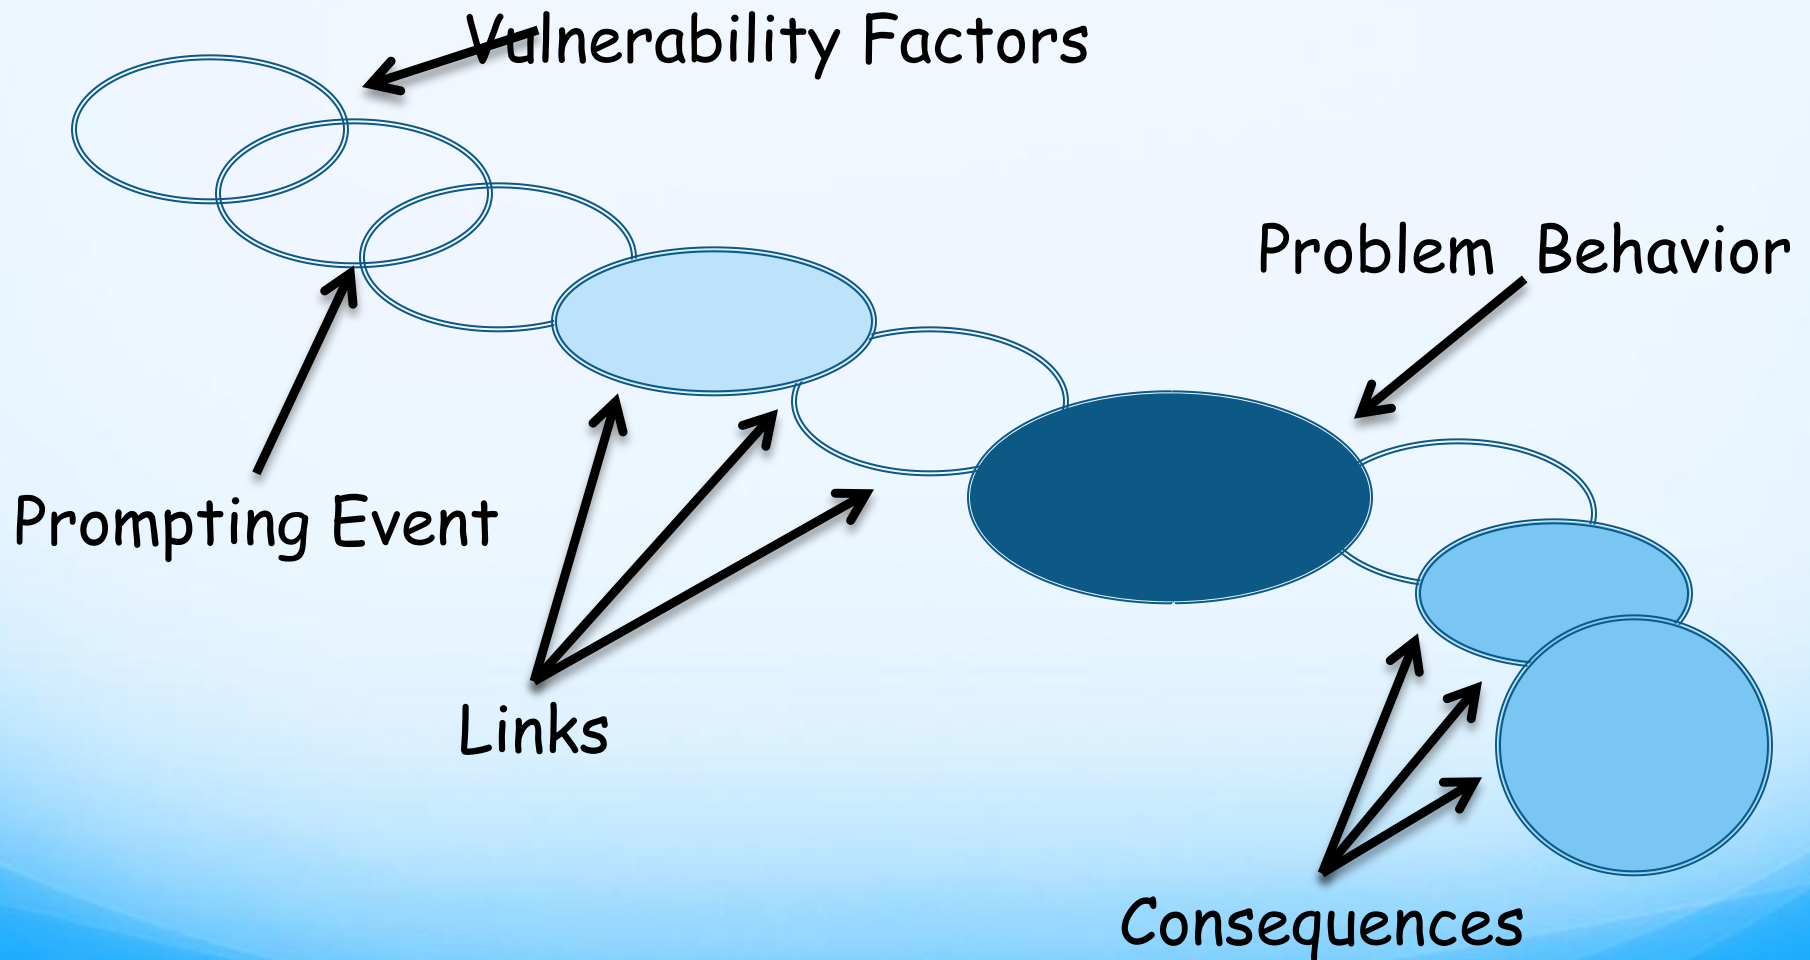 Vulnerability Factors
Problem Behavior
Prompting Event
Links
Consequences